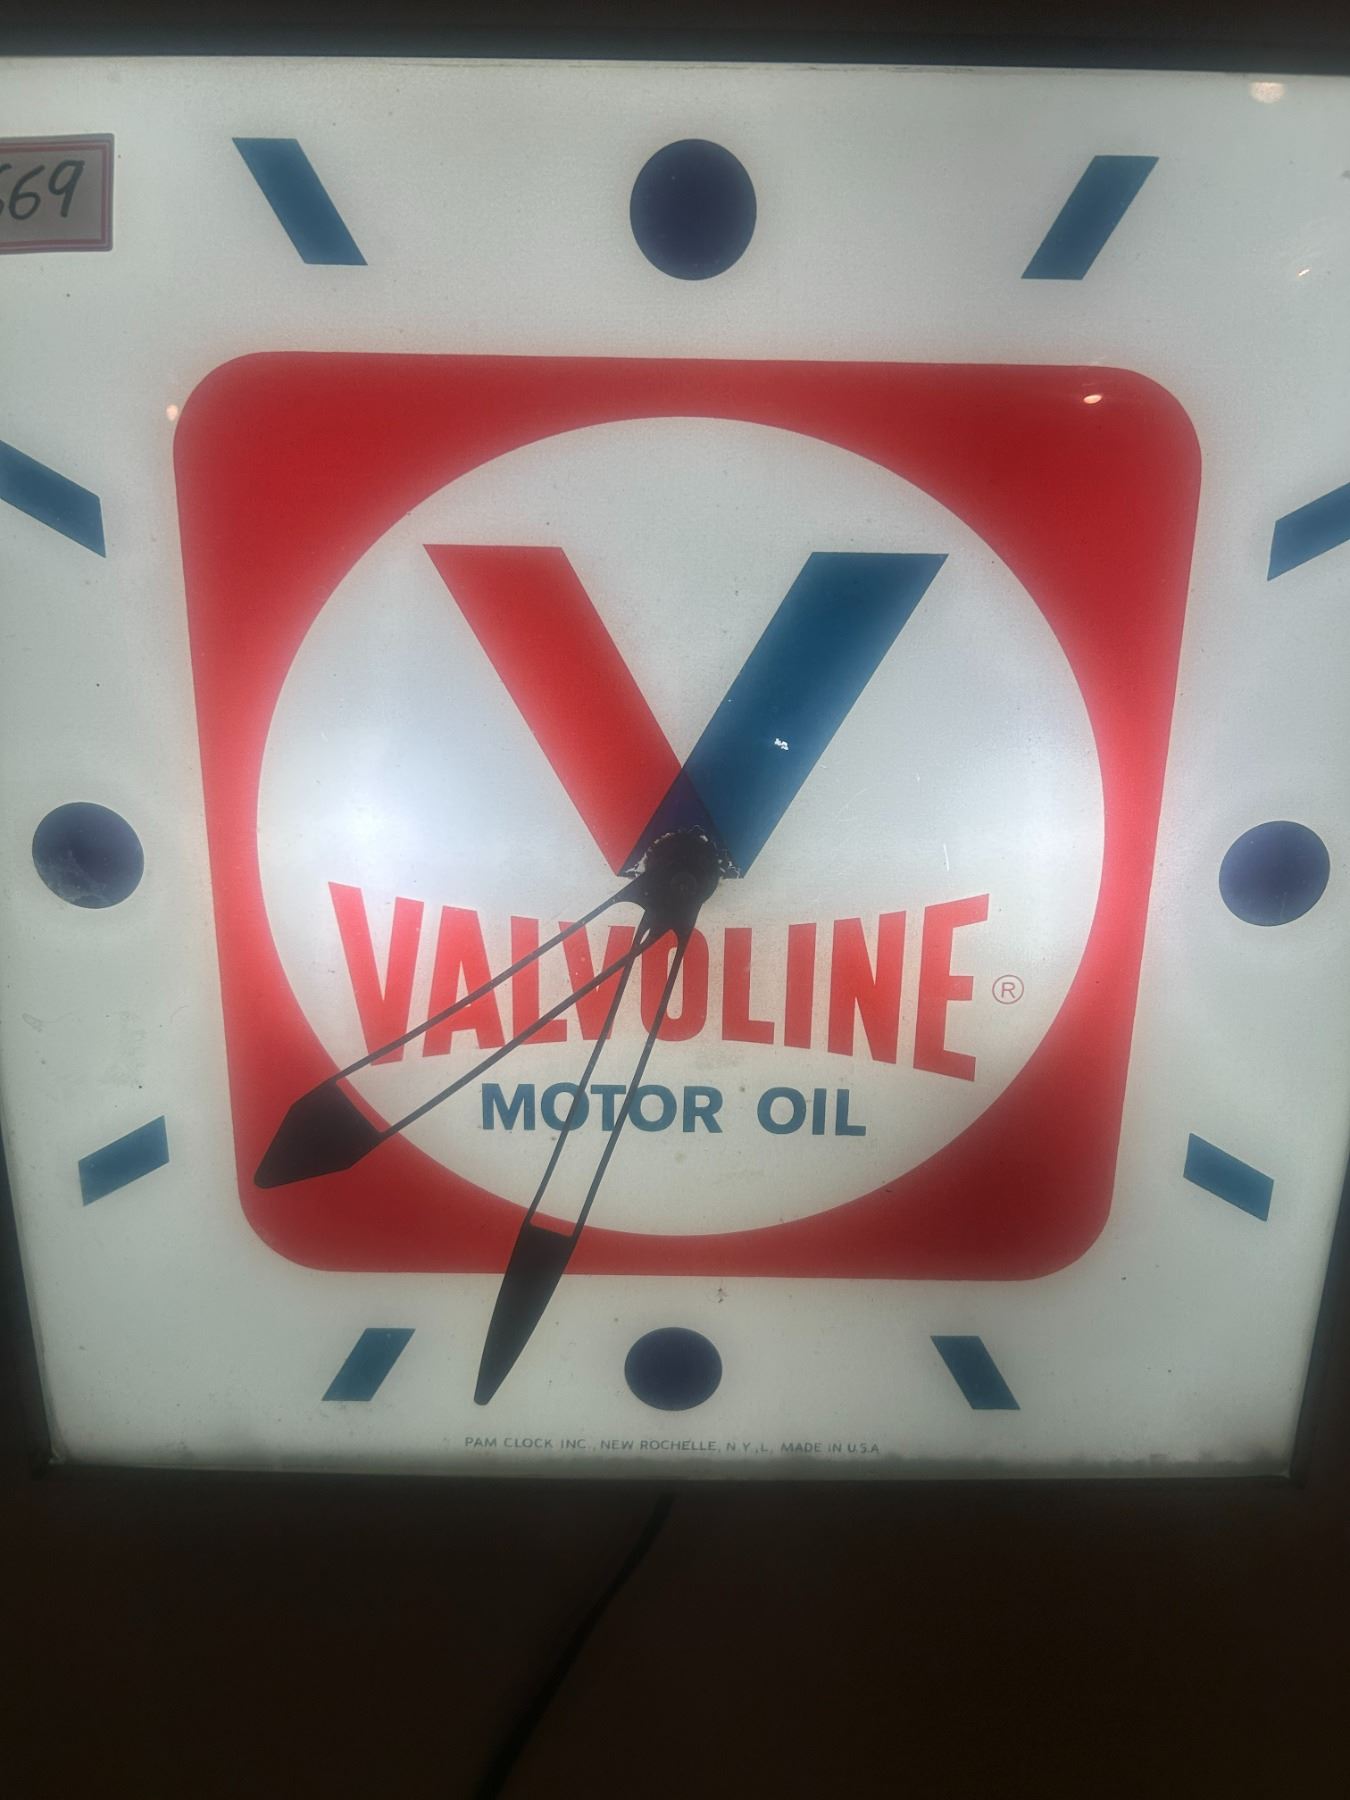 569
VALVOLINE ®
MOTOR OIL
PAM CLOCK INC., NEW ROCHELLE, N.Y., MADE IN U.S.A